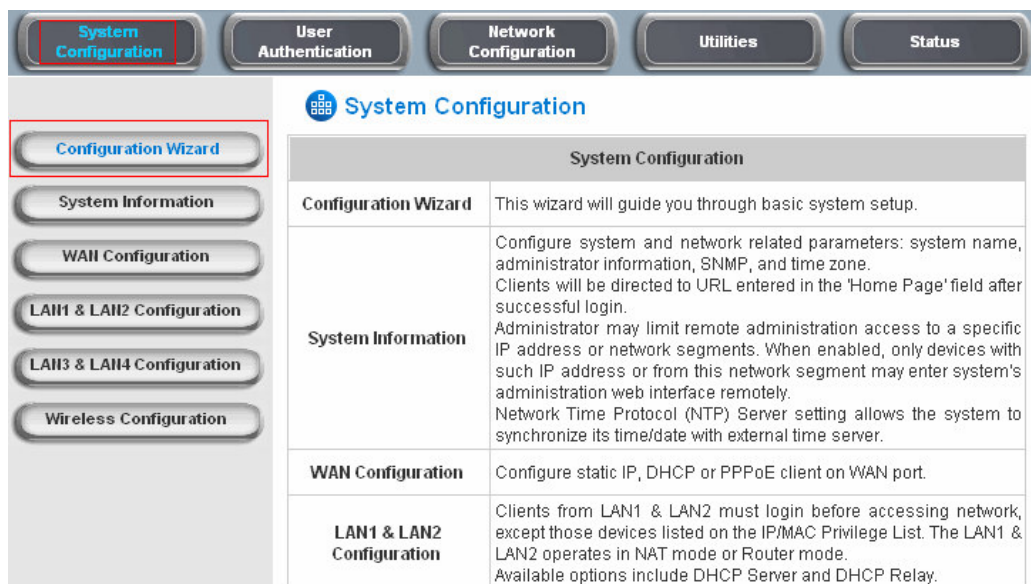 System
Configuration
User
Authentication
Network
Configuration
Utilities
Status
System Configuration
Configuration Wizard
System Information
WAN Configuration
LAN1 & LAN2 Configuration
LAN3 & LAN4 Configuration
Wireless Configuration
System Configuration
Configuration Wizard
This wizard will guide you through basic system setup.
System Information
Configure system and network related parameters: system name,
administrator information, SNMP, and time zone.
Clients will be directed to URL entered in the 'Home Page' field after
successful login.
Administrator may limit remote administration access to a specific
IP address or network segments. When enabled, only devices with
such IP address or from this network segment may enter system's
administration web interface remotely.
Network Time Protocol (NTP) Server setting allows the system to
synchronize its time/date with external time server.
WAN Configuration
Configure static IP, DHCP or PPPoE client on WAN port.
LAN1 & LAN2
Configuration
Clients from LAN1 & LAN2 must login before accessing network,
except those devices listed on the IP/MAC Privilege List. The LAN1 &
LAN2 operates in NAT mode or Router mode.
Available options include DHCP Server and DHCP Relay.